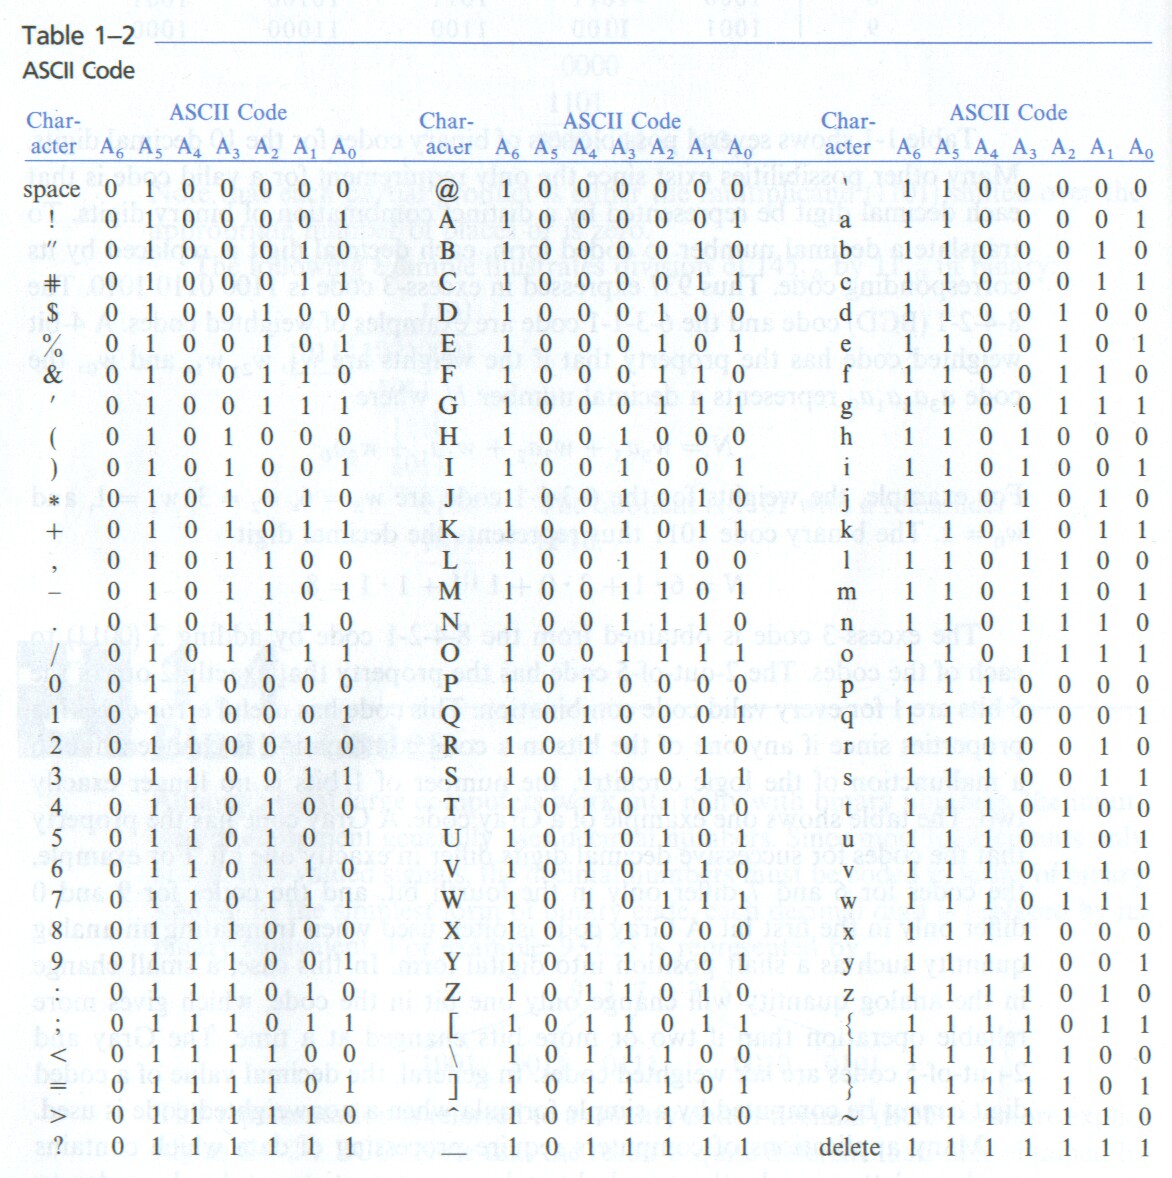 Table 1–2
ASCII Code
Char- ASCII Code Char- ASCII Code Char- ASCII Code
acter A6 A5 A4 A3 A2 A1 A0 acter A6 A5 A4 A3 A2 A1 A0 acter A6 A5 A4 A3 A2 A1 A0
space 0 1 0 0 0 0 0 @ 1 0 0 0 0 0 0 ' 1 1 0 0 0 0 0
! 0 1 0 0 0 0 1 A 1 0 0 0 0 0 1 a 1 1 0 0 0 0 1
" 0 1 0 0 0 1 0 B 1 0 0 0 0 1 0 b 1 1 0 0 0 1 0
# 0 1 0 0 0 1 1 C 1 0 0 0 0 1 1 c 1 1 0 0 0 1 1
$ 0 1 0 0 1 0 0 D 1 0 0 0 1 0 0 d 1 1 0 0 1 0 0
% 0 1 0 0 1 0 1 E 1 0 0 0 1 0 1 e 1 1 0 0 1 0 1
& 0 1 0 0 1 1 0 F 1 0 0 0 1 1 0 f 1 1 0 0 1 1 0
′ 0 1 0 0 1 1 1 G 1 0 0 0 1 1 1 g 1 1 0 0 1 1 1
( 0 1 0 1 0 0 0 H 1 0 0 1 0 0 0 h 1 1 0 1 0 0 0
) 0 1 0 1 0 0 1 I 1 0 0 1 0 0 1 i 1 1 0 1 0 0 1
* 0 1 0 1 0 1 0 J 1 0 0 1 0 1 0 j 1 1 0 1 0 1 0
+ 0 1 0 1 0 1 1 K 1 0 0 1 0 1 1 k 1 1 0 1 0 1 1
, 0 1 0 1 1 0 0 L 1 0 0 1 1 0 0 l 1 1 0 1 1 0 0
– 0 1 0 1 1 0 1 M 1 0 0 1 1 0 1 m 1 1 0 1 1 0 1
. 0 1 0 1 1 1 0 N 1 0 0 1 1 1 0 n 1 1 0 1 1 1 0
/ 0 1 0 1 1 1 1 O 1 0 0 1 1 1 1 o 1 1 0 1 1 1 1
0 0 1 1 0 0 0 0 P 1 0 1 0 0 0 0 p 1 1 1 0 0 0 0
1 0 1 1 0 0 0 1 Q 1 0 1 0 0 0 1 q 1 1 1 0 0 0 1
2 0 1 1 0 0 1 0 R 1 0 1 0 0 1 0 r 1 1 1 0 0 1 0
3 0 1 1 0 0 1 1 S 1 0 1 0 0 1 1 s 1 1 1 0 0 1 1
4 0 1 1 0 1 0 0 T 1 0 1 0 1 0 0 t 1 1 1 0 1 0 0
5 0 1 1 0 1 0 1 U 1 0 1 0 1 0 1 u 1 1 1 0 1 0 1
6 0 1 1 0 1 1 0 V 1 0 1 0 1 1 0 v 1 1 1 0 1 1 0
7 0 1 1 0 1 1 1 W 1 0 1 0 1 1 1 w 1 1 1 0 1 1 1
8 0 1 1 1 0 0 0 X 1 0 1 1 0 0 0 x 1 1 1 1 0 0 0
9 0 1 1 1 0 0 1 Y 1 0 1 1 0 0 1 y 1 1 1 1 0 0 1
: 0 1 1 1 0 1 0 Z 1 0 1 1 0 1 0 z 1 1 1 1 0 1 0
; 0 1 1 1 0 1 1 [ 1 0 1 1 0 1 1 { 1 1 1 1 0 1 1
< 0 1 1 1 1 0 0 \ 1 0 1 1 1 0 0 | 1 1 1 1 1 0 0
= 0 1 1 1 1 0 1 ] 1 0 1 1 1 0 1 } 1 1 1 1 1 0 1
> 0 1 1 1 1 1 0 ^ 1 0 1 1 1 1 0 ~ 1 1 1 1 1 1 0
? 0 1 1 1 1 1 1 — 1 0 1 1 1 1 1 delete 1 1 1 1 1 1 1